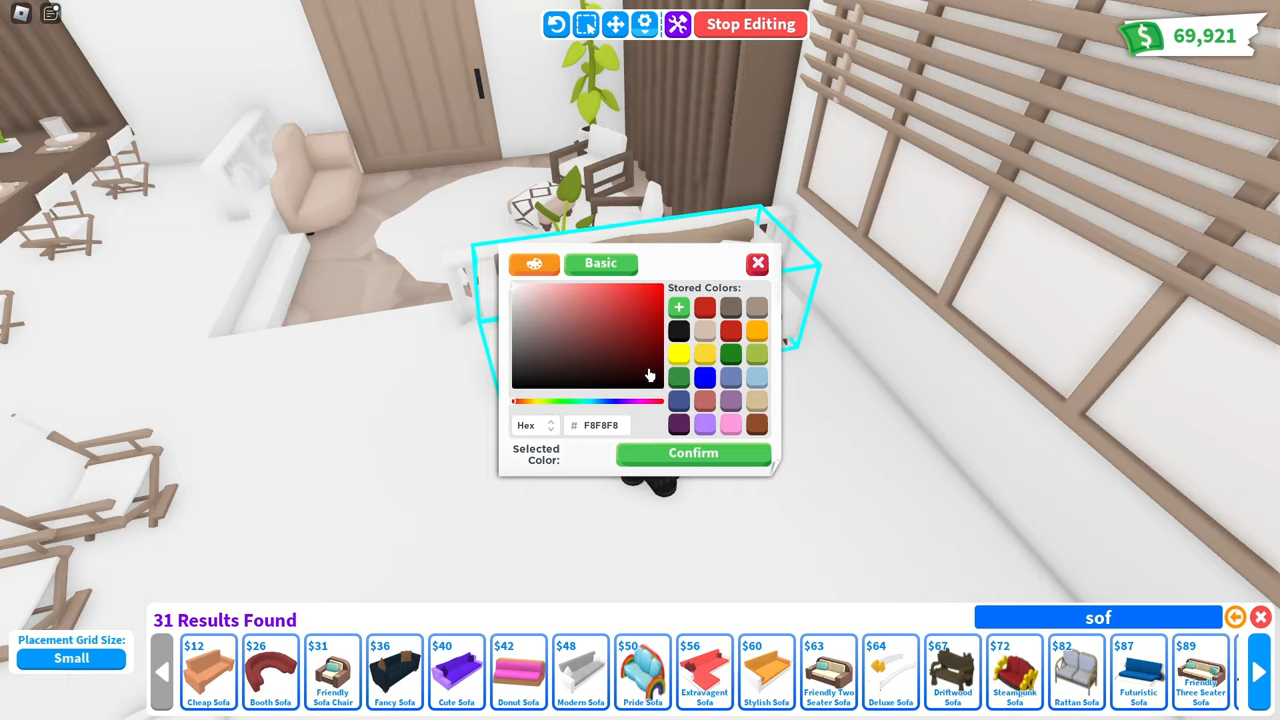 Stop Editing
$ 69,921
Basic
Stored Colors:
+
Hex
# F8F8F8
Selected
Color:
Confirm
31 Results Found
sof
Placement Grid Size:
Small
$12
Cheap Sofa
$26
Booth Sofa
$31
Friendly
Sofa Chair
$36
Fancy Sofa
$40
Cute Sofa
$42
Donut Sofa
$48
Modern Sofa
$50
Pride Sofa
$56
Extravagent
Sofa
$60
Stylish Sofa
$63
Friendly Two
Seater Sofa
$64
Deluxe Sofa
$67
Driftwood
Sofa
$72
Steampunk
Sofa
$82
Rattan Sofa
$87
Futuristic
Sofa
$89
Friendly
Three Seater
Sofa